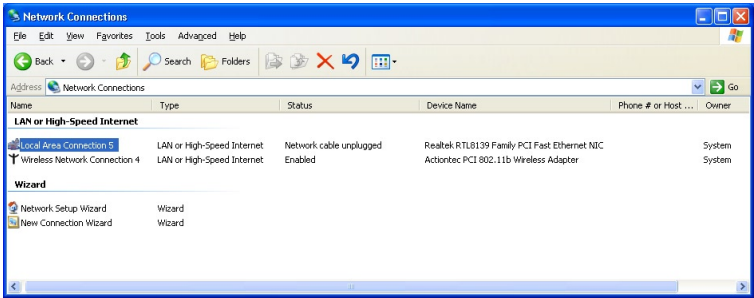 Network Connections
File Edit View Favorites Tools Advanced Help
Back Search Folders
Address Network Connections Go
Name Type Status Device Name Phone # or Host ... Owner
LAN or High-Speed Internet
Local Area Connection 5 LAN or High-Speed Internet Network cable unplugged Realtek RTL8139 Family PCI Fast Ethernet NIC System
Wireless Network Connection 4 LAN or High-Speed Internet Enabled Actiontec PCI 802.11b Wireless Adapter System
Wizard
Network Setup Wizard Wizard
New Connection Wizard Wizard